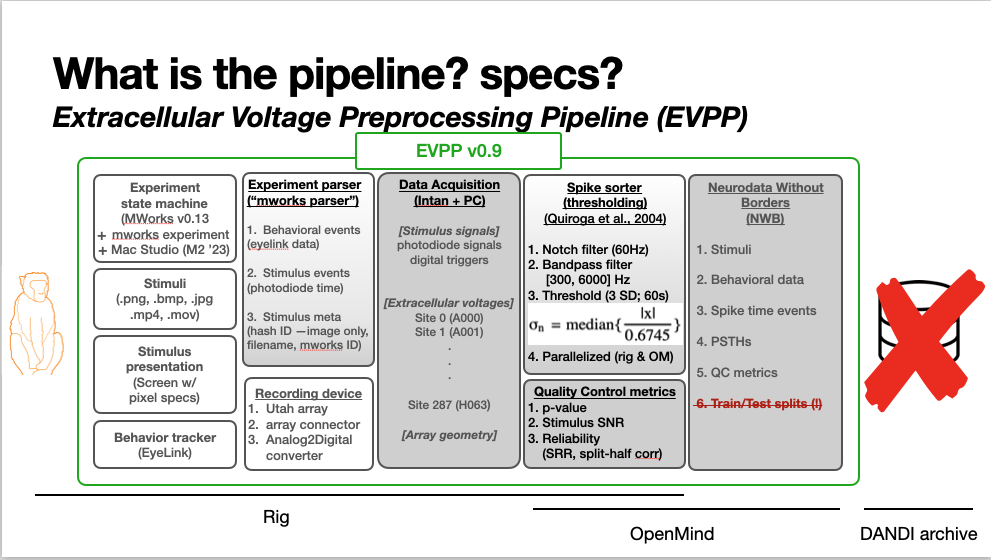 What is the pipeline? specs?
Extracellular Voltage Preprocessing Pipeline (EVPP)
EVPP v0.9
Experiment
state machine
(MWorks v0.13
+ mworks experiment
+ Mac Studio (M2 '23)
Stimuli
(.png, .bmp, .jpg
.mp4, .mov)
Stimulus
presentation
(Screen w/
pixel specs)
Behavior tracker
(EyeLink)
Experiment parser
("mworks parser")
1. Behavioral events
(eyelink data)
2. Stimulus events
(photodiode time)
3. Stimulus meta
(hash ID —image only,
filename, mworks ID)
Recording device
1. Utah array
2. array connector
3. Analog2Digital
converter
Data Acquisition
(Intan + PC)
[Stimulus signals]
photodiode signals
digital triggers
[Extracellular voltages]
Site 0 (A000)
Site 1 (A001)
.
.
.
Site 287 (H063)
[Array geometry]
Spike sorter
(thresholding)
(Quiroga et al., 2004)
1. Notch filter (60Hz)
2. Bandpass filter
[300, 6000] Hz
3. Threshold (3 SD; 60s)
σn = median{|x|/0.6745}
4. Parallelized (rig & OM)
Quality Control metrics
1. p-value
2. Stimulus SNR
3. Reliability
(SRR, split-half corr)
Neurodata Without
Borders
(NWB)
1. Stimuli
2. Behavioral data
3. Spike time events
4. PSTHs
5. QC metrics
6. Train/Test splits (!)
Rig
OpenMind
DANDI archive